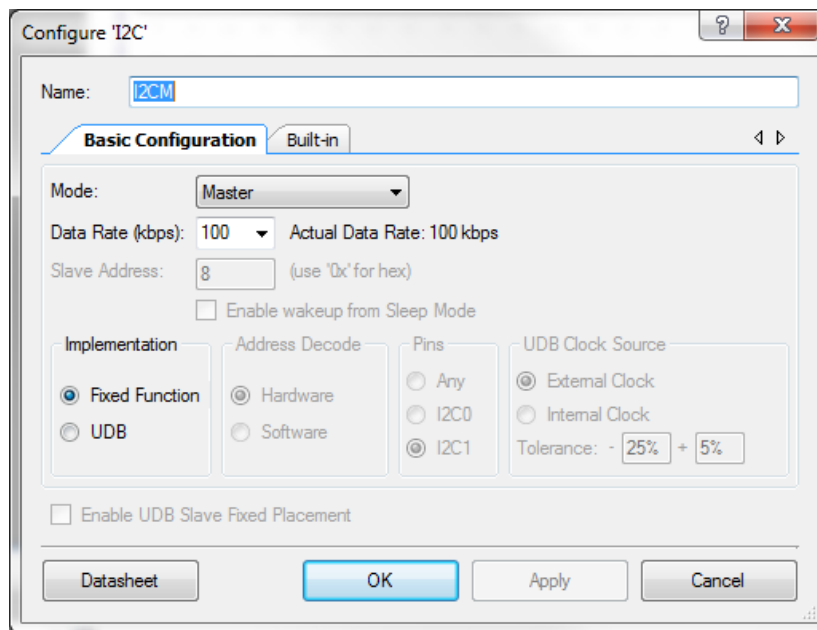 Configure 'I2C'
?
X
Name: I2CM
Basic Configuration Built-in
Mode: Master
Data Rate (kbps): 100 Actual Data Rate: 100 kbps
Slave Address: 8 (use '0x' for hex)
Enable wakeup from Sleep Mode
Implementation Address Decode Pins UDB Clock Source
Fixed Function Hardware Any External Clock
UDB Software I2C0 Internal Clock
I2C1 Tolerance: - 25% + 5%
Enable UDB Slave Fixed Placement
Datasheet OK Apply Cancel